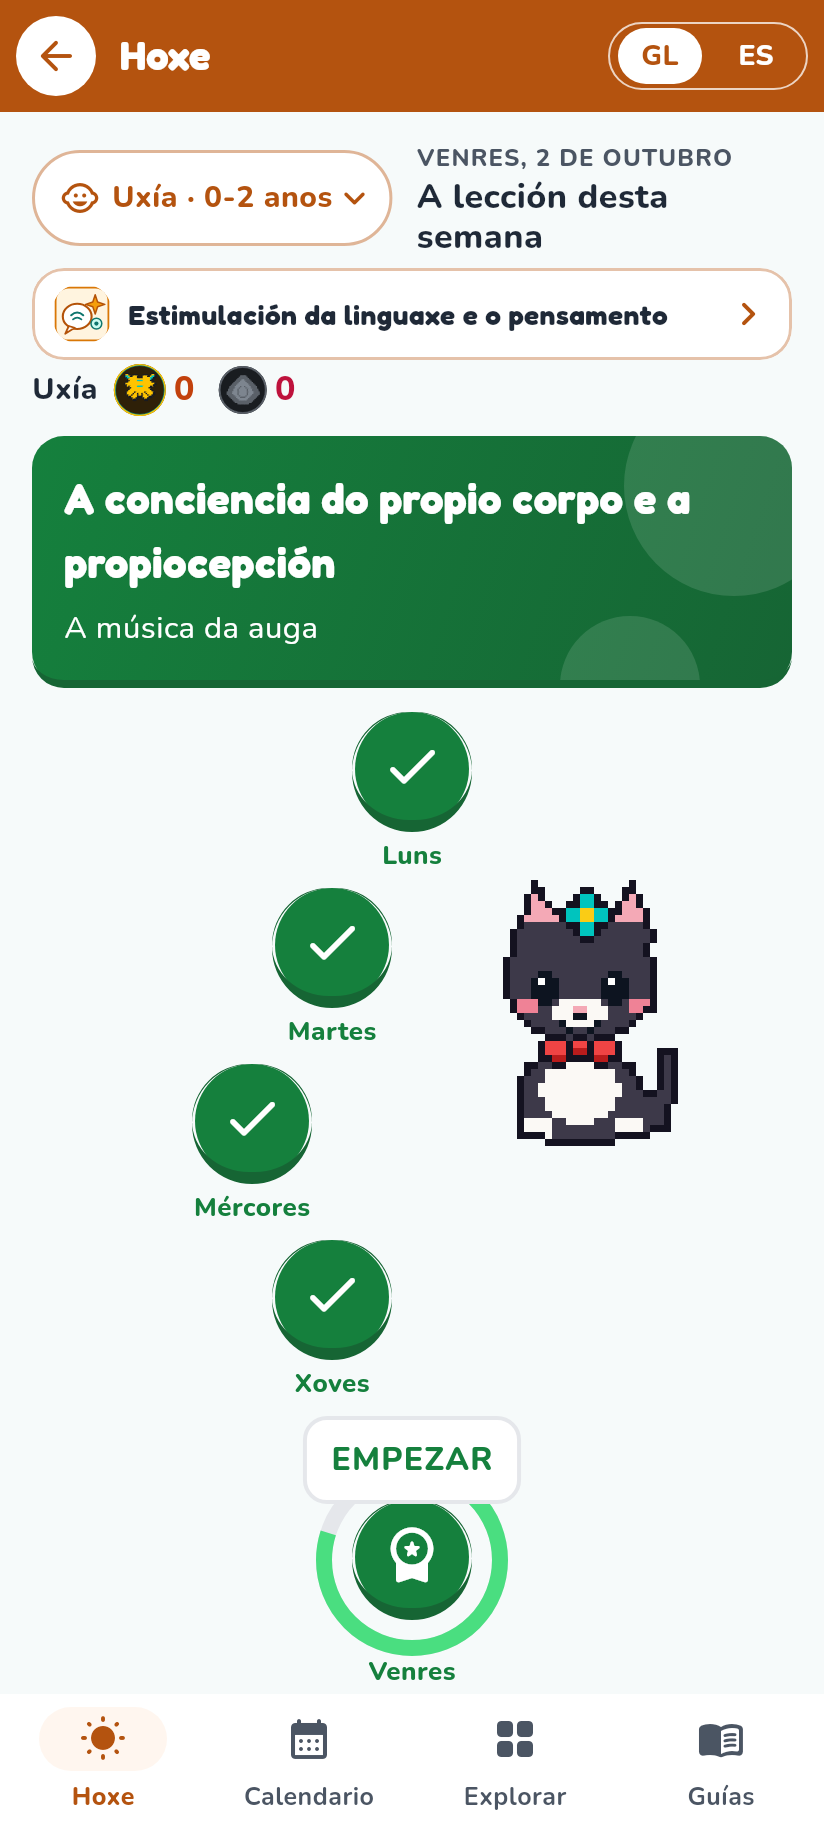 Hoxe
GL ES
Uxía · 0-2 anos
VENRES, 2 DE OUTUBRO
A lección desta
semana
Estimulación da linguaxe e o pensamento
Uxía 0 0
A conciencia do propio corpo e a
propiocepción
A música da auga
Luns
Martes
Mércores
Xoves
EMPEZAR
Venres
Hoxe Calendario Explorar Guías